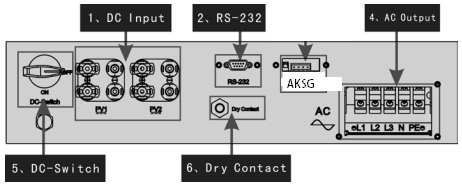 1、DC Input
2、RS-232
4、AC Output
OFF
ON
DC-Switch
PV1
PV2
RS-232
AKSG
Dry Contact
AC
L1 L2 L3 N PE
5、DC-Switch
6、Dry Contact